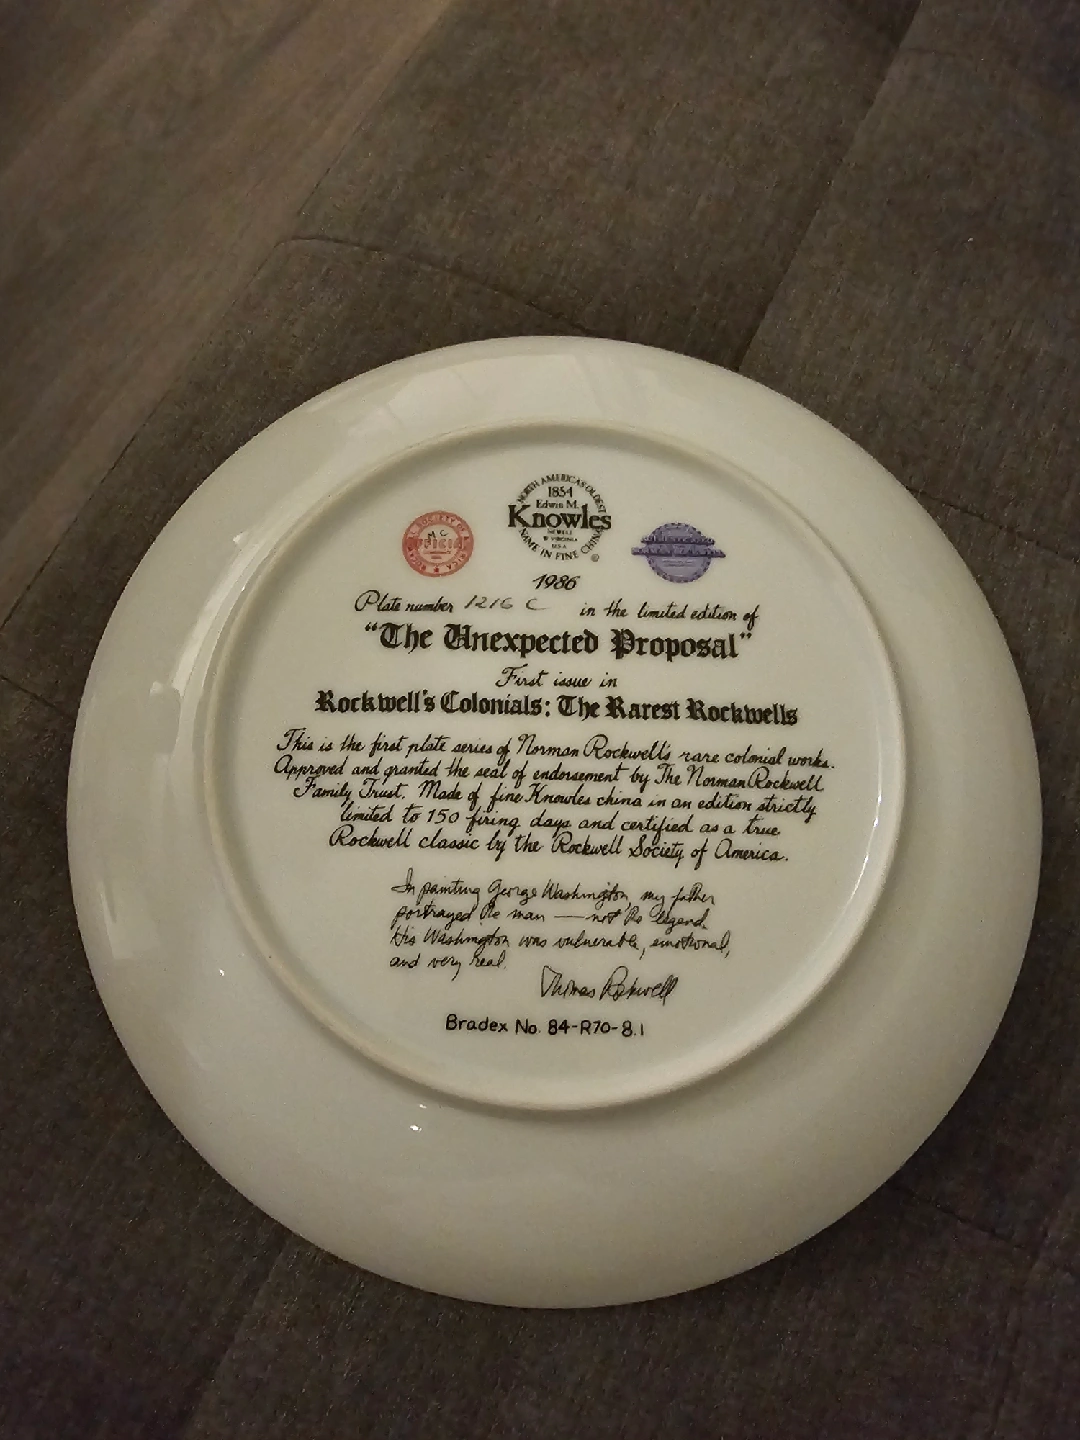 NORTH AMERICA'S OLDEST
1854
Edwin M.
Knowles
NAME IN FINE CHINA
1986
Plate number 1216 C in the limited edition of
"The Unexpected Proposal"
First issue in
Rockwell's Colonials: The Rarest Rockwells
This is the first plate series of Norman Rockwell's rare colonial works.
Approved and granted the seal of endorsement by The Norman Rockwell
Family Trust. Made of fine Knowles china in an edition strictly
limited to 150 firing days and certified as a true
Rockwell classic by the Rockwell Society of America.
In painting George Washington, my father
portrayed the man — not the legend.
His Washington was vulnerable, emotional,
and very real.
Thomas Rockwell
Bradex No. 84-R70-8.1